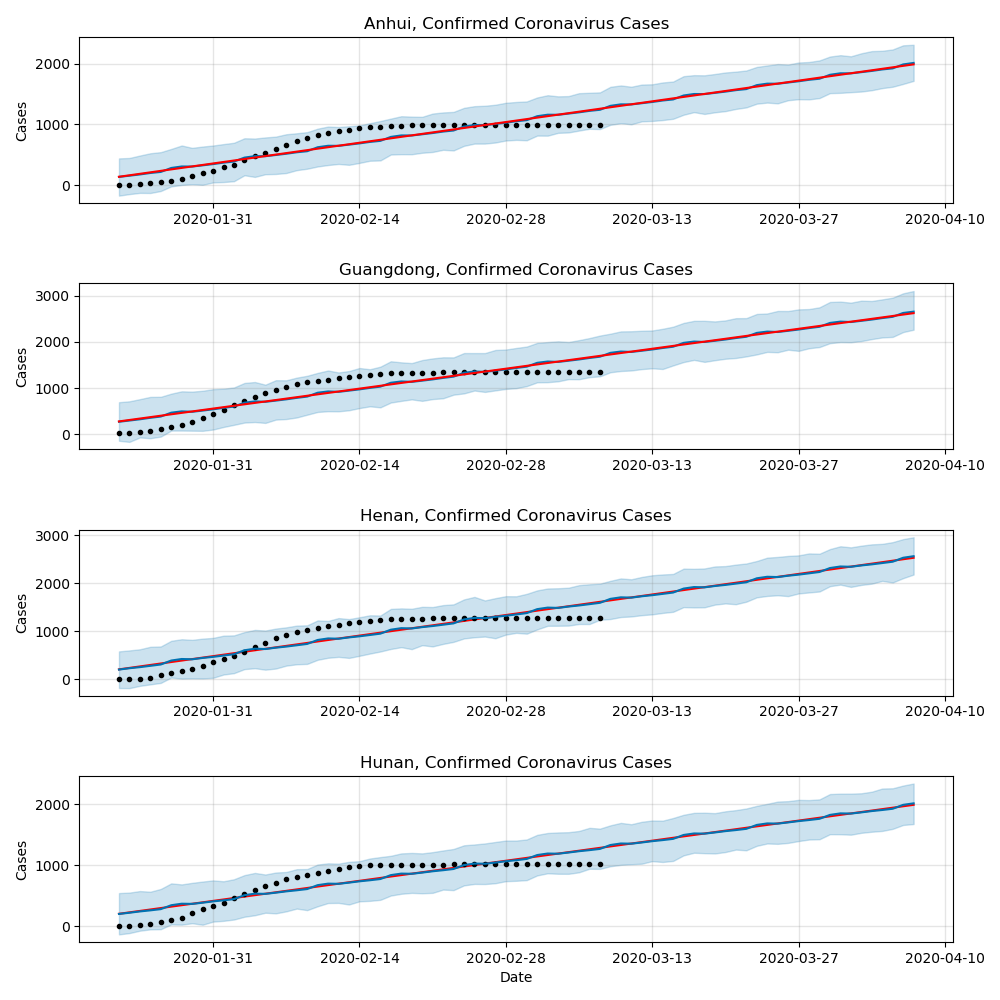 Anhui, Confirmed Coronavirus Cases
Cases
2000
1000
0
2020-01-31 2020-02-14 2020-02-28 2020-03-13 2020-03-27 2020-04-10
Guangdong, Confirmed Coronavirus Cases
Cases
3000
2000
1000
0
2020-01-31 2020-02-14 2020-02-28 2020-03-13 2020-03-27 2020-04-10
Henan, Confirmed Coronavirus Cases
Cases
3000
2000
1000
0
2020-01-31 2020-02-14 2020-02-28 2020-03-13 2020-03-27 2020-04-10
Hunan, Confirmed Coronavirus Cases
Cases
2000
1000
0
2020-01-31 2020-02-14 2020-02-28 2020-03-13 2020-03-27 2020-04-10
Date